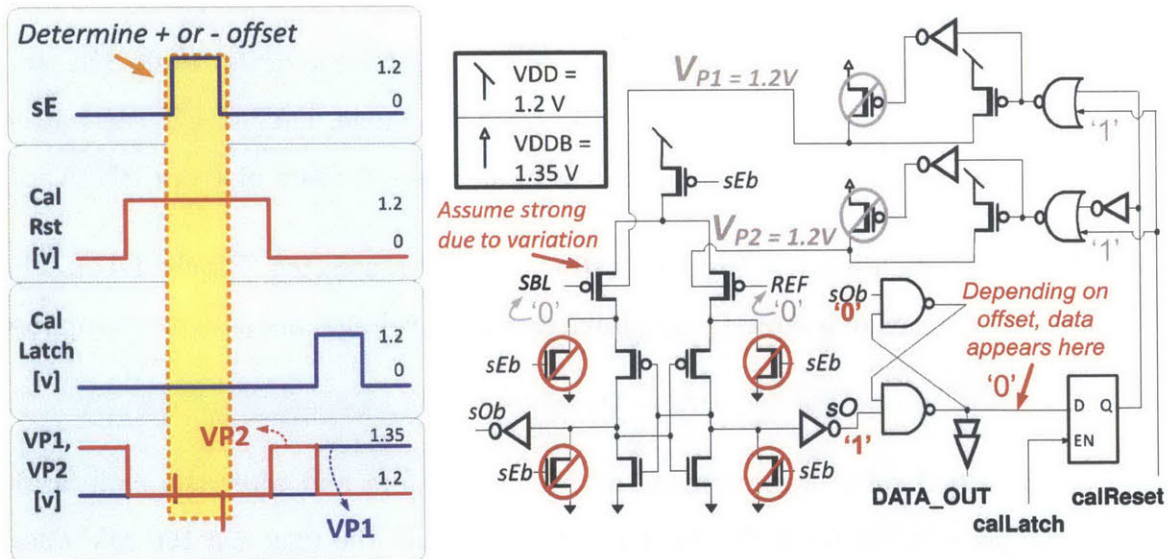 Determine + or - offset
1.2
0
sE
Cal
Rst
[v]
1.2
0
Cal
Latch
[v]
1.2
0
VP1,
VP2
[v]
VP2
1.35
1.2
VP1
VDD =
1.2 V
VDDB =
1.35 V
VP1 = 1.2V
'1'
sEb
Assume strong
due to variation
VP2 = 1.2V
'1'
SBL
'0'
REF
'0'
sOb
'0'
Depending on
offset, data
appears here
'0'
sEb
sEb
sOb
sO
'1'
D
Q
EN
sEb
sEb
DATA_OUT
calReset
calLatch